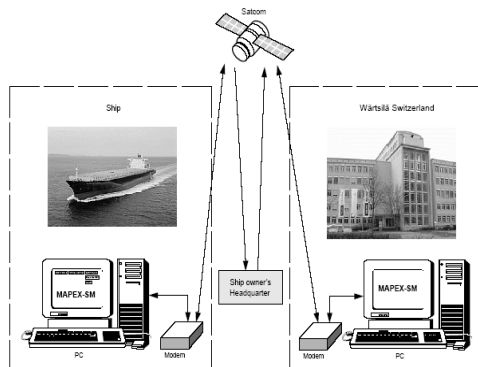 Satcom
Ship
Wärtsilä Switzerland
Ship owner's
Headquarter
MAPEX-SM
MAPEX-SM
PC
Modem
Modem
PC